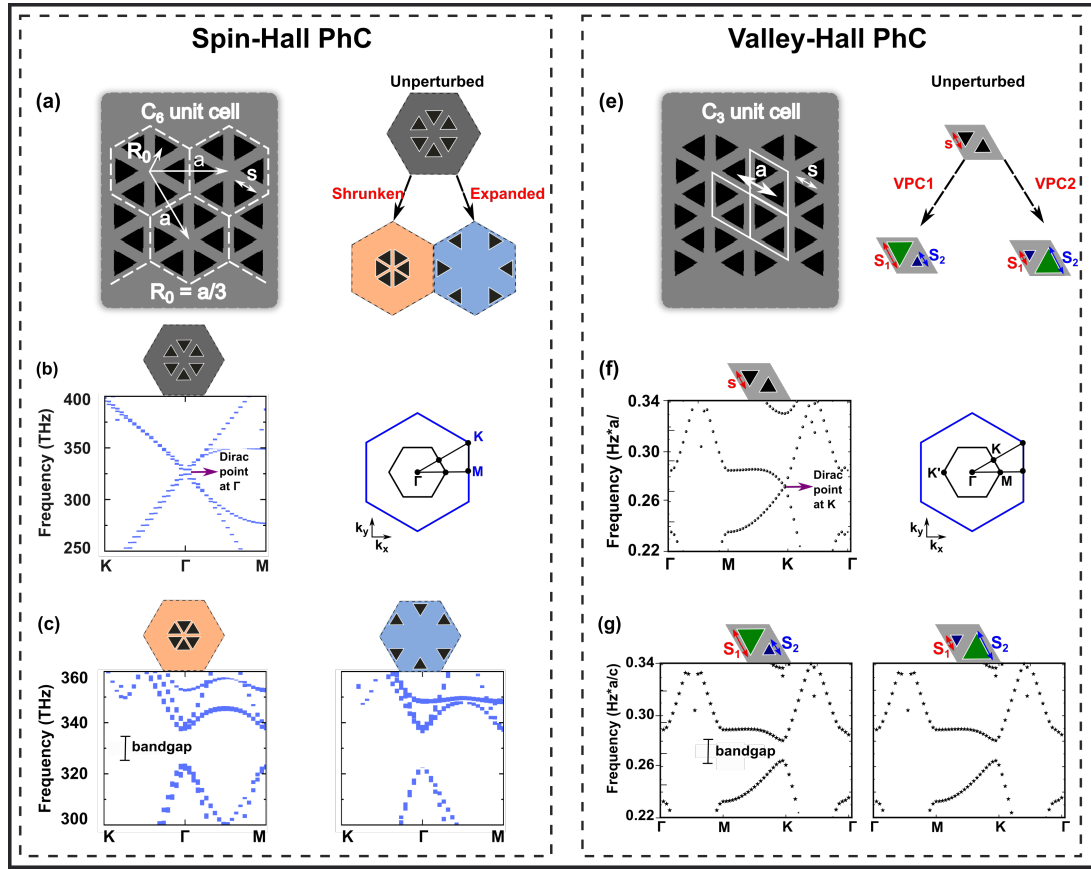 Spin-Hall PhC
(a)
C6 unit cell
R0
a
s
a
R0 = a/3
Unperturbed
Shrunken
Expanded
(b)
Frequency (THz)
400
350
300
250
K
Γ
M
Dirac
point
at Γ
K
M
Γ
ky
kx
(c)
Frequency (THz)
360
340
320
300
bandgap
K
Γ
M
K
Γ
M
Valley-Hall PhC
(e)
C3 unit cell
a
s
Unperturbed
s
VPC1
VPC2
S1
S2
S1
S2
(f)
s
Frequency (Hz*a/
0.34
0.30
0.26
0.22
Γ
M
K
Γ
Dirac
point
at K
K
K'
Γ
M
ky
kx
(g)
S1
S2
S1
S2
Frequency (Hz*a/c)
0.34
0.30
0.26
0.22
bandgap
Γ
M
K
Γ
Γ
M
K
Γ